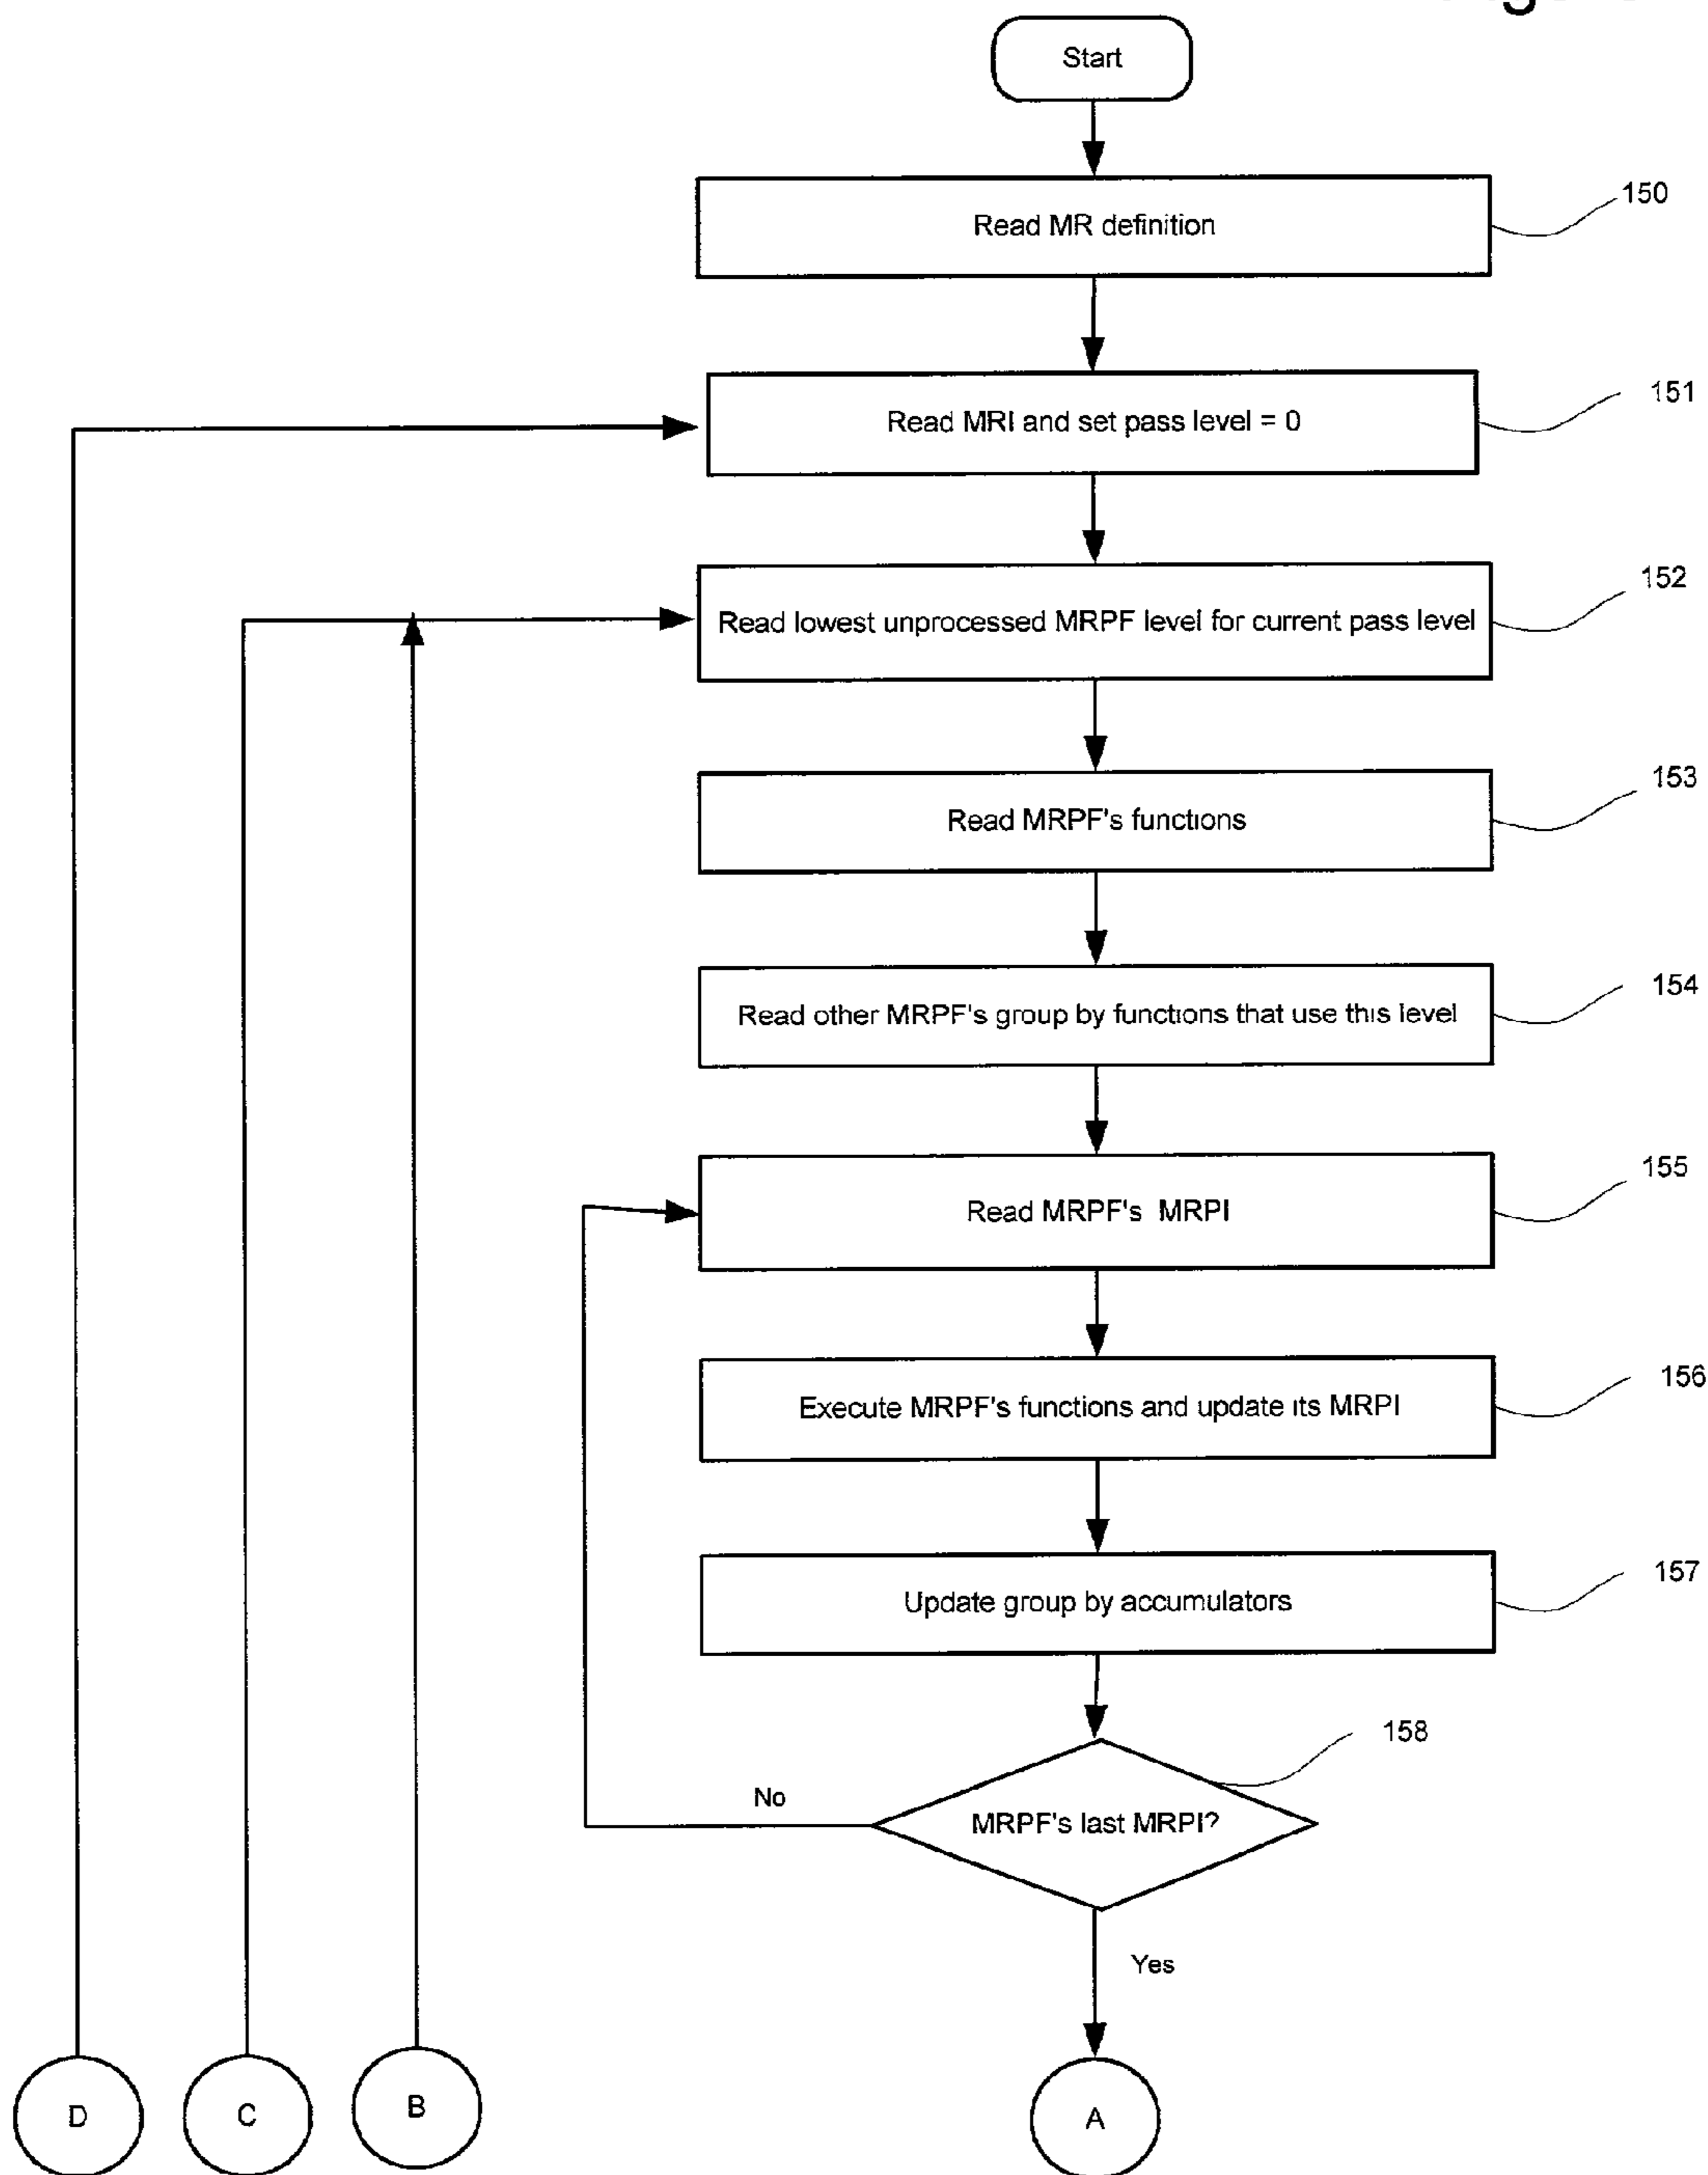 Start
Read MR definition
150
Read MRI and set pass level = 0
151
Read lowest unprocessed MRPF level for current pass level
152
Read MRPF's functions
153
Read other MRPF's group by functions that use this level
154
Read MRPF's MRPI
155
Execute MRPF's functions and update its MRPI
156
Update group by accumulators
157
158
No
MRPF's last MRPI?
Yes
D
C
B
A